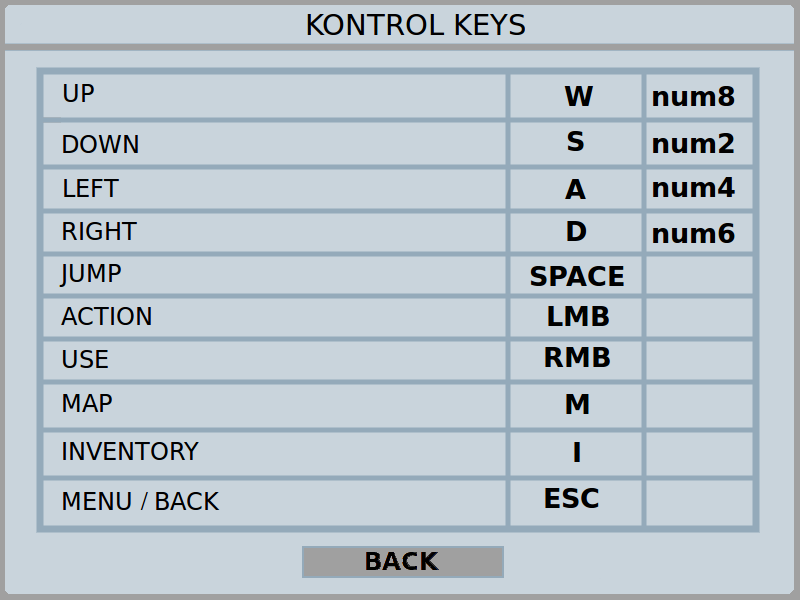 KONTROL KEYS
UP W num8
DOWN S num2
LEFT A num4
RIGHT D num6
JUMP SPACE
ACTION LMB
USE RMB
MAP M
INVENTORY I
MENU / BACK ESC
BACK